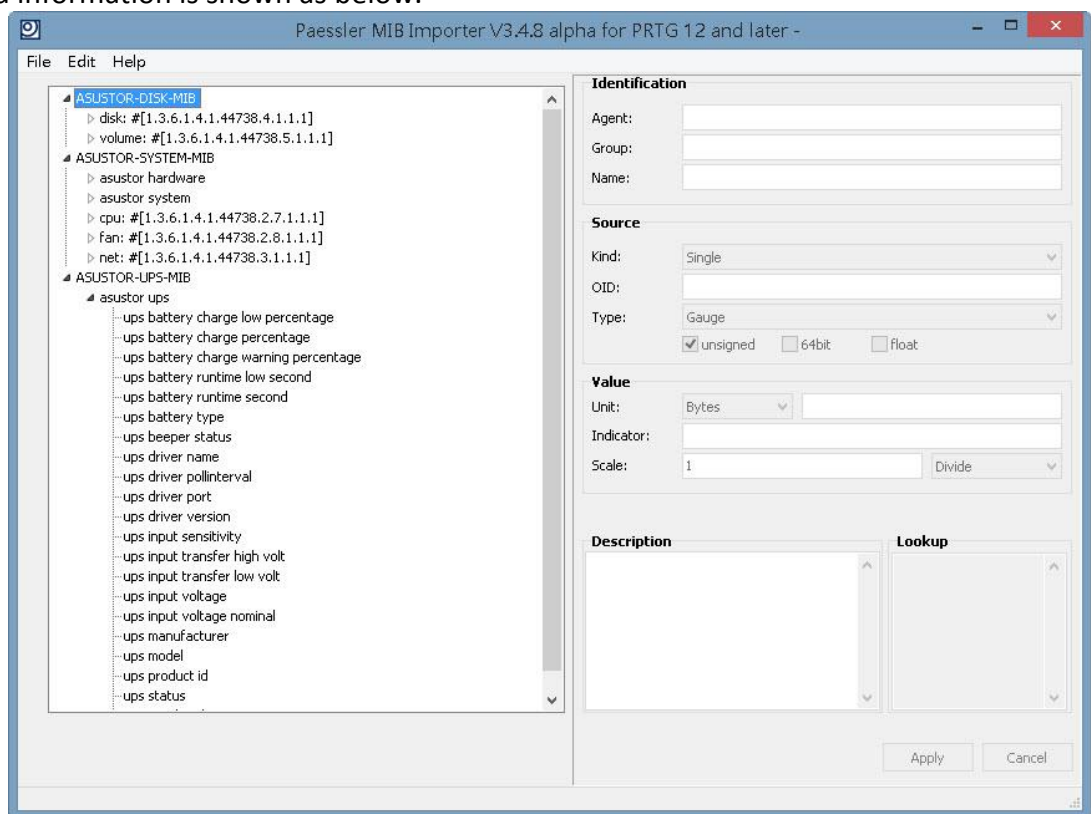 information is shown as below.
Paessler MIB Importer V3.4.8 alpha for PRTG 12 and later -
File Edit Help
ASUSTOR-DISK-MIB
disk: #[1.3.6.1.4.1.44738.4.1.1.1]
volume: #[1.3.6.1.4.1.44738.5.1.1.1]
ASUSTOR-SYSTEM-MIB
asustor hardware
asustor system
cpu: #[1.3.6.1.4.1.44738.2.7.1.1.1]
fan: #[1.3.6.1.4.1.44738.2.8.1.1.1]
net: #[1.3.6.1.4.1.44738.3.1.1.1]
ASUSTOR-UPS-MIB
asustor ups
ups battery charge low percentage
ups battery charge percentage
ups battery charge warning percentage
ups battery runtime low second
ups battery runtime second
ups battery type
ups beeper status
ups driver name
ups driver pollinterval
ups driver port
ups driver version
ups input sensitivity
ups input transfer high volt
ups input transfer low volt
ups input voltage
ups input voltage nominal
ups manufacturer
ups model
ups product id
ups status
Identification
Agent:
Group:
Name:
Source
Kind: Single
OID:
Type: Gauge
unsigned 64bit float
Value
Unit: Bytes
Indicator:
Scale: 1 Divide
Description Lookup
Apply Cancel